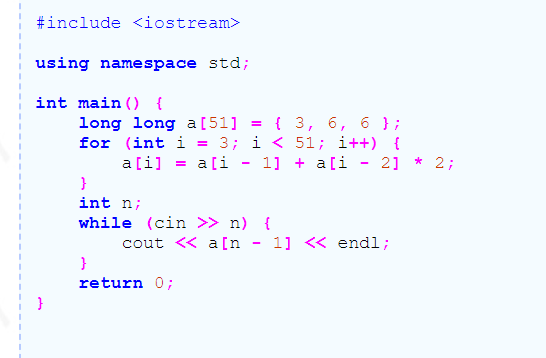 #include <iostream>
using namespace std;
int main() {
long long a[51] = { 3, 6, 6 };
for (int i = 3; i < 51; i++) {
a[i] = a[i - 1] + a[i - 2] * 2;
}
int n;
while (cin >> n) {
cout << a[n - 1] << endl;
}
return 0;
}